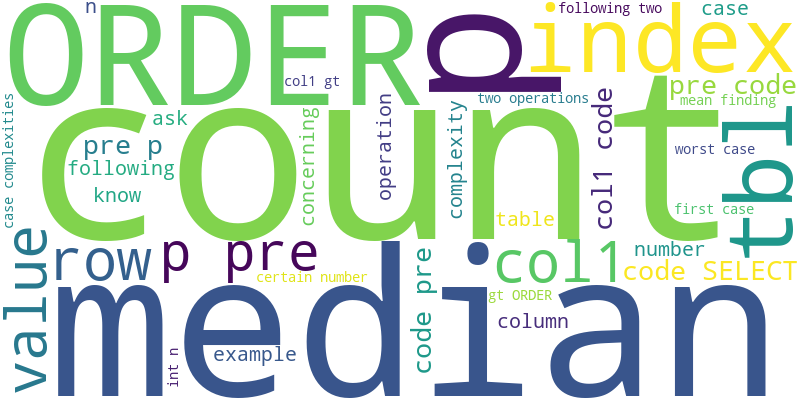 n
following two
case
ORDER
p
index
col1 gt
two operations
pre code
mean finding
count
ask
concerning
operation
complexity
col1 code
tbl
case complexities
pre p
following
know
worst case
first case
table
value
row
p pre
certain number
code pre
col1
number
code SELECT
gt ORDER
column
median
int n
example